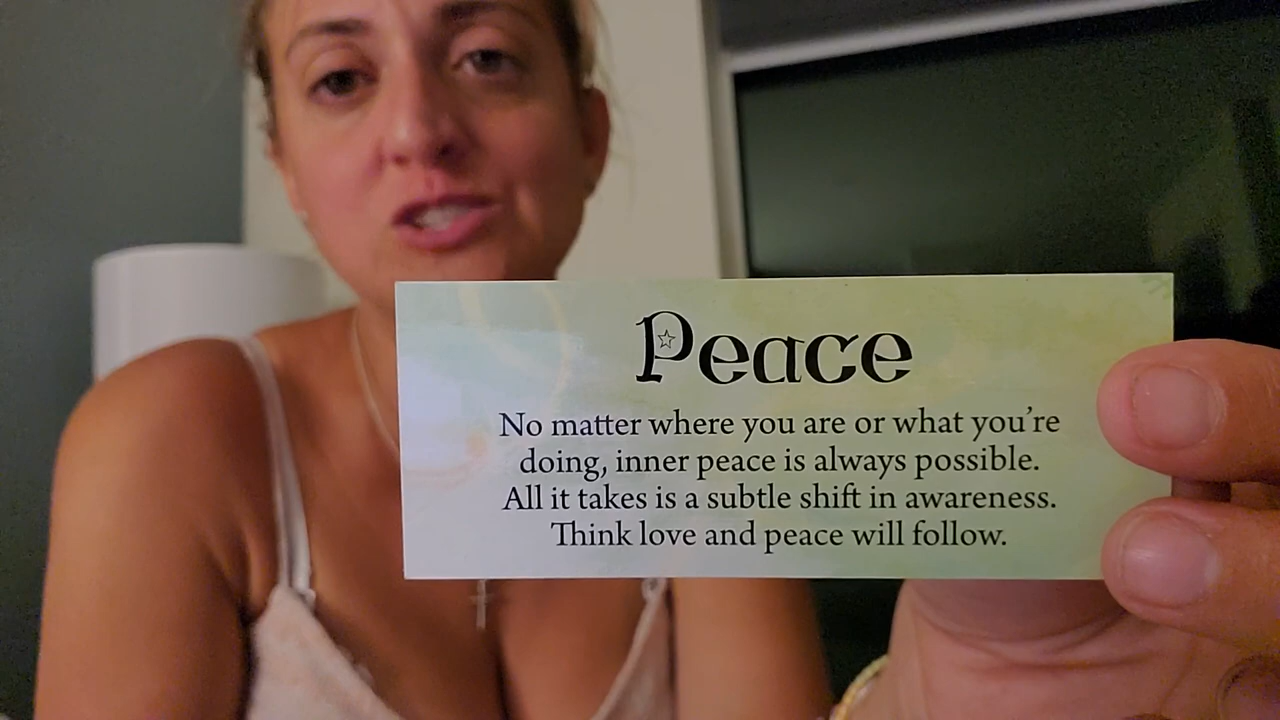 Peace
No matter where you are or what you're
doing, inner peace is always possible.
All it takes is a subtle shift in awareness.
Think love and peace will follow.